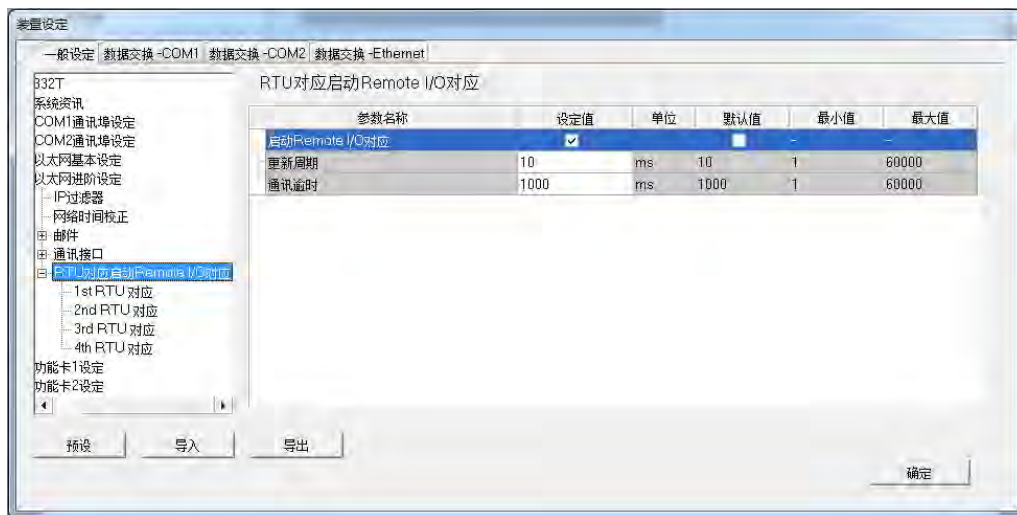 装置设定
一般设定 数据交换 -COM1 数据交换 -COM2 数据交换 -Ethernet
332T
系统资讯
COM1通讯埠设定
COM2通讯埠设定
以太网基本设定
以太网进阶设定
IP过滤器
网络时间校正
邮件
通讯接口
RTU对应启动Remote I/O对应
1st RTU 对应
2nd RTU 对应
3rd RTU 对应
4th RTU 对应
功能卡1设定
功能卡2设定
RTU对应启动Remote I/O对应
参数名称 设定值 单位 默认值 最小值 最大值
启动Remote I/O对应 - -
更新周期 10 ms 10 1 60000
通讯逾时 1000 ms 1000 1 60000
预设 导入 导出
确定